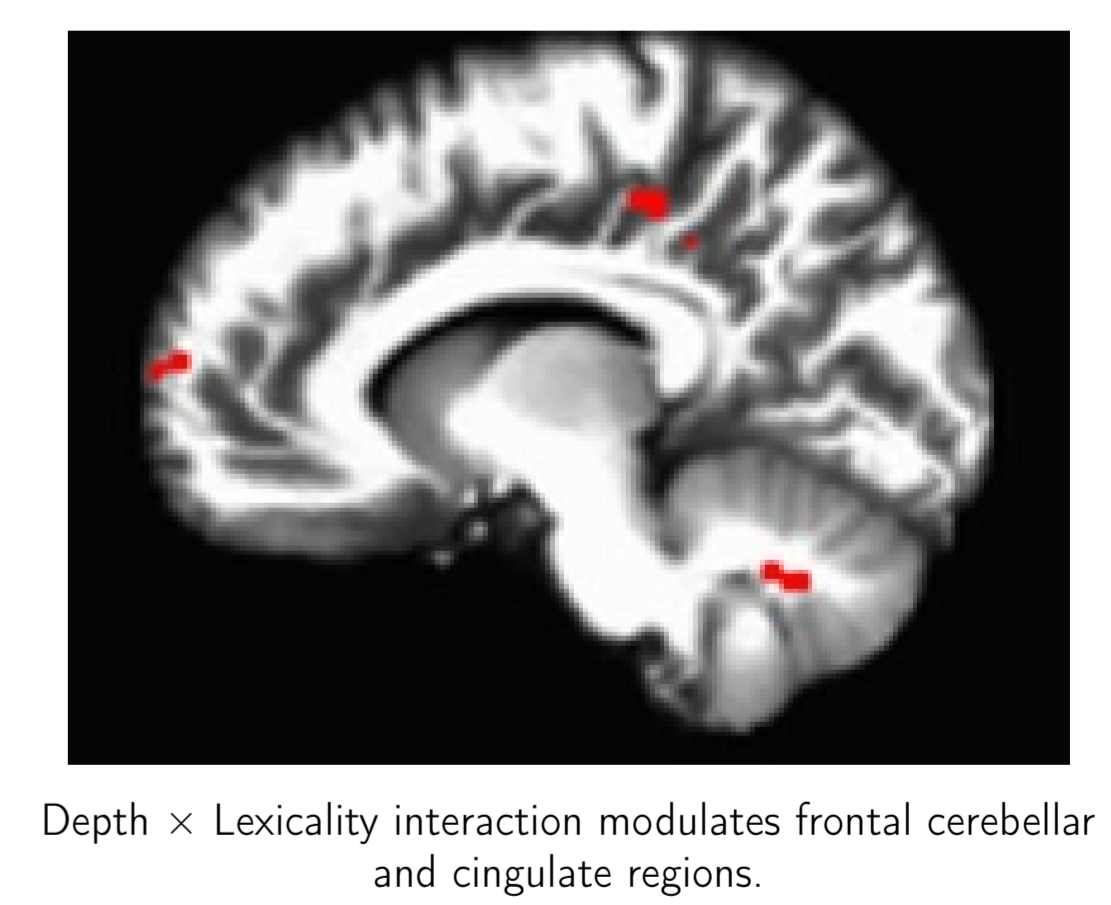 Depth × Lexicality interaction modulates frontal cerebellar
and cingulate regions.